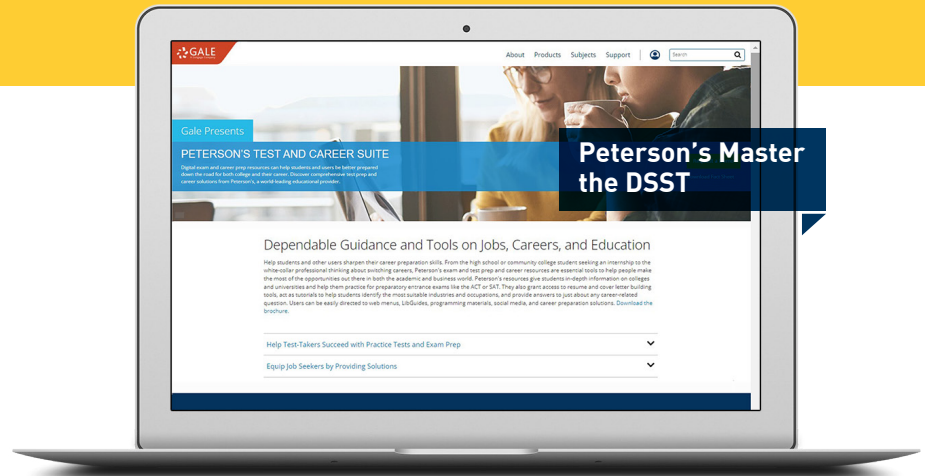 GALE
About Products Subjects Support Search
Gale Presents
PETERSON'S TEST AND CAREER SUITE
Digital exam and career prep resources can help students and users be better prepared
down the road for both college and their career. Discover comprehensive test prep and
career solutions from Peterson's, a world-leading educational provider.
Peterson's Master
the DSST
Dependable Guidance and Tools on Jobs, Careers, and Education
Help students and other users sharpen their career preparation skills. From the high school or community college student seeking an internship to the
white-collar professional thinking about switching careers, Peterson's exam and test prep and career resources are essential tools to help people make
the most of the opportunities out there in both the academic and business world. Peterson's resources give students in-depth information on colleges
and universities and help them practice for preparatory entrance exams like the ACT or SAT. They also grant access to resume and cover letter building
tools, act as tutorials to help students identify the most suitable industries and occupations, and provide answers to just about any career-related
question. Users can be easily directed to web menus, LibGuides, programming materials, social media, and career preparation solutions. Download the
brochure.
Help Test-Takers Succeed with Practice Tests and Exam Prep
Equip Job Seekers by Providing Solutions